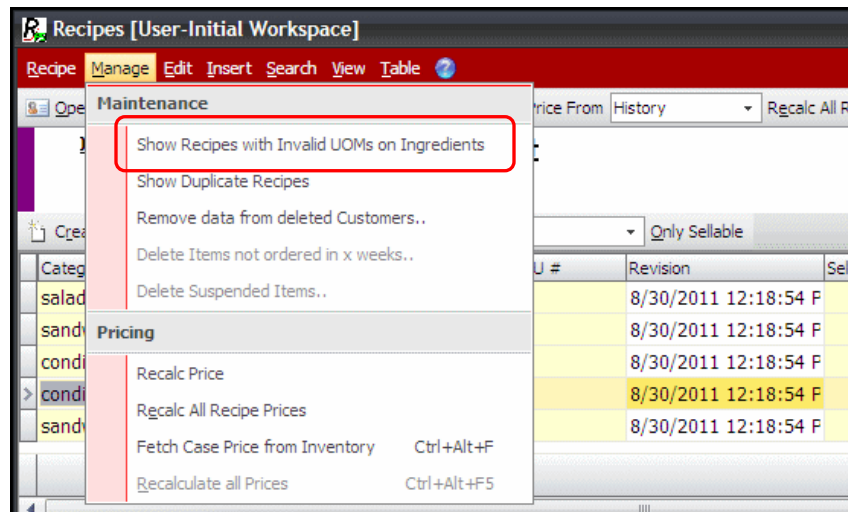 Recipes [User-Initial Workspace]
Recipe Manage Edit Insert Search View Table
Maintenance
Price From History Recalc All R
Show Recipes with Invalid UOMs on Ingredients
Show Duplicate Recipes
Remove data from deleted Customers..
Only Sellable
Delete Items not ordered in x weeks..
U # Revision Sel
Delete Suspended Items..
8/30/2011 12:18:54 P
8/30/2011 12:18:54 P
Pricing
8/30/2011 12:18:54 P
Recalc Price
8/30/2011 12:18:54 P
Recalc All Recipe Prices
8/30/2011 12:18:54 P
Fetch Case Price from Inventory Ctrl+Alt+F
Recalculate all Prices Ctrl+Alt+F5